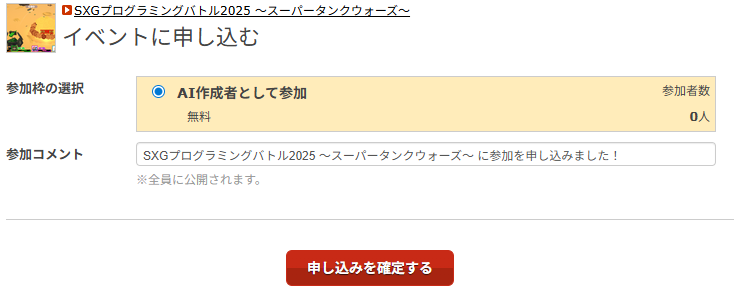 SXGプログラミングバトル2025 ～スーパータンクウォーズ～
イベントに申し込む
参加枠の選択
AI作成者として参加
参加者数
無料
0人
参加コメント
SXGプログラミングバトル2025 ～スーパータンクウォーズ～ に参加を申し込みました！
※全員に公開されます。
申し込みを確定する